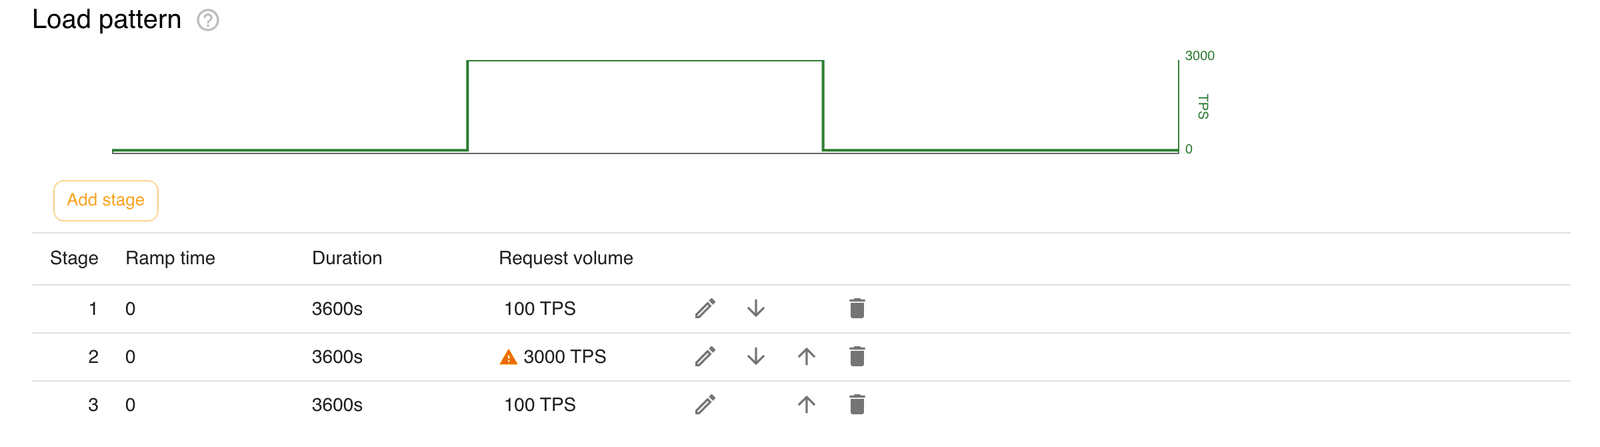 Load pattern
3000
TPS
0
Add stage
Stage Ramp time Duration Request volume
1 0 3600s 100 TPS
2 0 3600s 3000 TPS
3 0 3600s 100 TPS